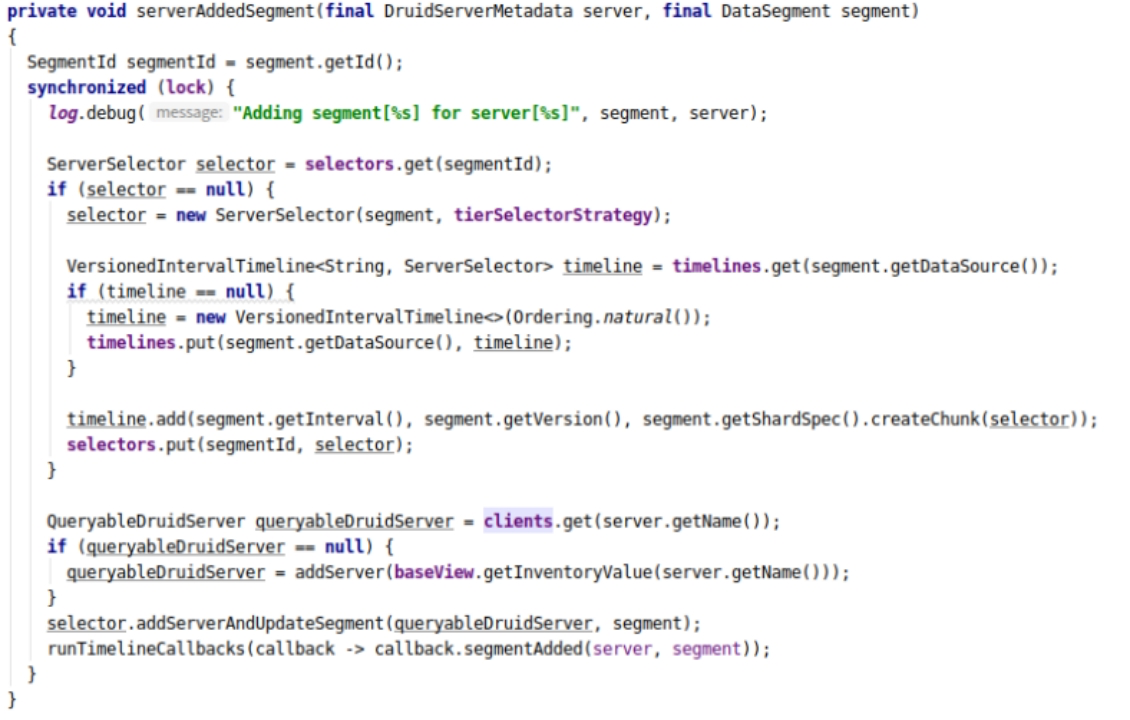 private void serverAddedSegment(final DruidServerMetadata server, final DataSegment segment)
{
SegmentId segmentId = segment.getId();
synchronized (lock) {
log.debug( message: "Adding segment[%s] for server[%s]", segment, server);
ServerSelector selector = selectors.get(segmentId);
if (selector == null) {
selector = new ServerSelector(segment, tierSelectorStrategy);
VersionedIntervalTimeline<String, ServerSelector> timeline = timelines.get(segment.getDataSource());
if (timeline == null) {
timeline = new VersionedIntervalTimeline<>(Ordering.natural());
timelines.put(segment.getDataSource(), timeline);
}
timeline.add(segment.getInterval(), segment.getVersion(), segment.getShardSpec().createChunk(selector));
selectors.put(segmentId, selector);
}
QueryableDruidServer queryableDruidServer = clients.get(server.getName());
if (queryableDruidServer == null) {
queryableDruidServer = addServer(baseView.getInventoryValue(server.getName()));
}
selector.addServerAndUpdateSegment(queryableDruidServer, segment);
runTimelineCallbacks(callback -> callback.segmentAdded(server, segment));
}
}